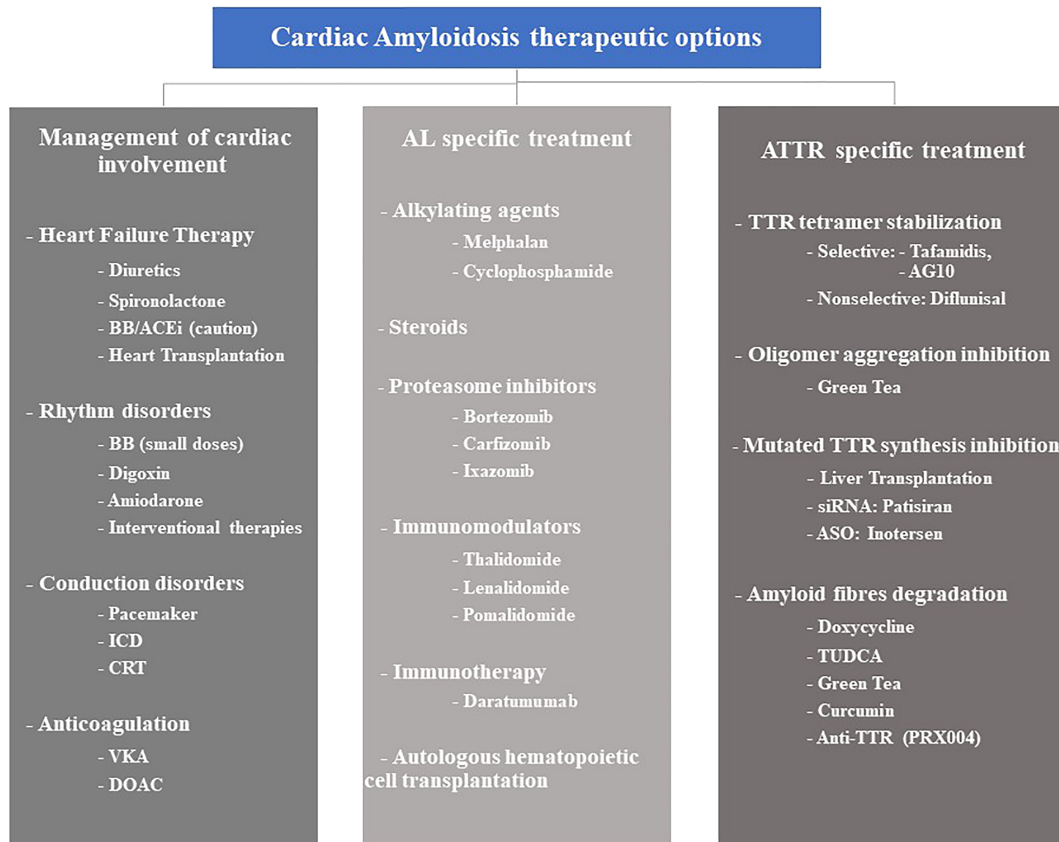 Cardiac Amyloidosis therapeutic options
Management of cardiac
involvement
- Heart Failure Therapy
- Diuretics
- Spironolactone
- BB/ACEi (caution)
- Heart Transplantation
- Rhythm disorders
- BB (small doses)
- Digoxin
- Amiodarone
- Interventional therapies
- Conduction disorders
- Pacemaker
- ICD
- CRT
- Anticoagulation
- VKA
- DOAC
AL specific treatment
- Alkylating agents
- Melphalan
- Cyclophosphamide
- Steroids
- Proteasome inhibitors
- Bortezomib
- Carfizomib
- Ixazomib
- Immunomodulators
- Thalidomide
- Lenalidomide
- Pomalidomide
- Immunotherapy
- Daratumumab
- Autologous hematopoietic
cell transplantation
ATTR specific treatment
- TTR tetramer stabilization
- Selective: - Tafamidis,
- AG10
- Nonselective: Diflunisal
- Oligomer aggregation inhibition
- Green Tea
- Mutated TTR synthesis inhibition
- Liver Transplantation
- siRNA: Patisiran
- ASO: Inotersen
- Amyloid fibres degradation
- Doxycycline
- TUDCA
- Green Tea
- Curcumin
- Anti-TTR (PRX004)